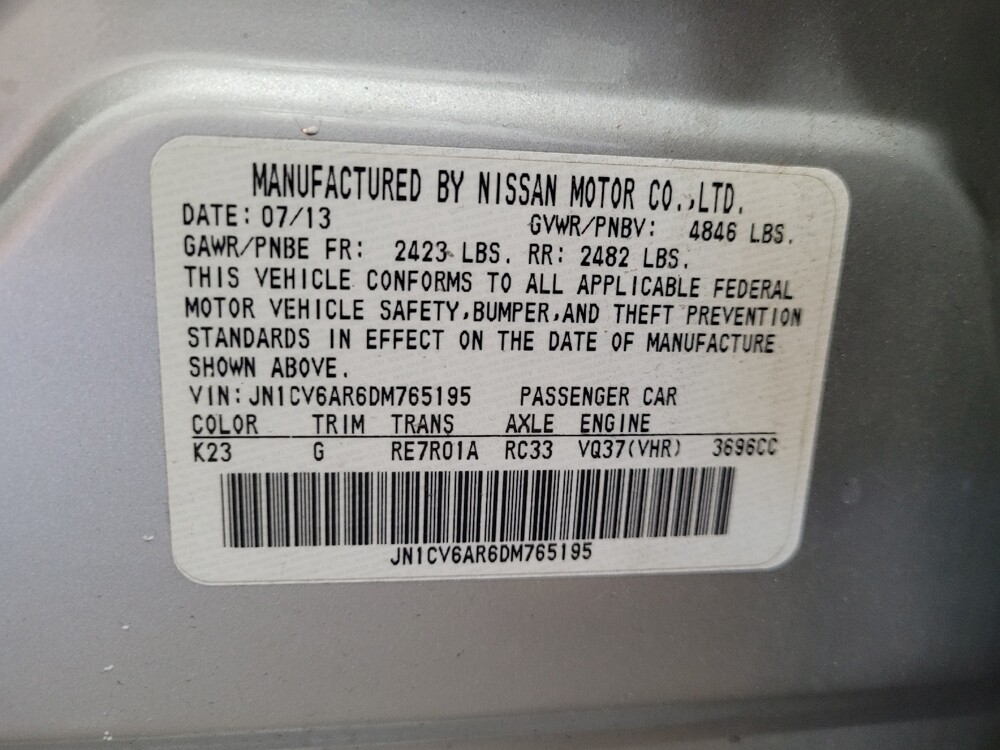 MANUFACTURED BY NISSAN MOTOR CO.,LTD.
DATE: 07/13 GVWR/PNBV: 4846 LBS.
GAWR/PNBE FR: 2423 LBS. RR: 2482 LBS.
THIS VEHICLE CONFORMS TO ALL APPLICABLE FEDERAL
MOTOR VEHICLE SAFETY,BUMPER,AND THEFT PREVENTION
STANDARDS IN EFFECT ON THE DATE OF MANUFACTURE
SHOWN ABOVE.
VIN: JN1CV6AR6DM765195 PASSENGER CAR
COLOR TRIM TRANS AXLE ENGINE
K23 G RE7R01A RC33 VQ37(VHR) 3696CC
JN1CV6AR6DM765195